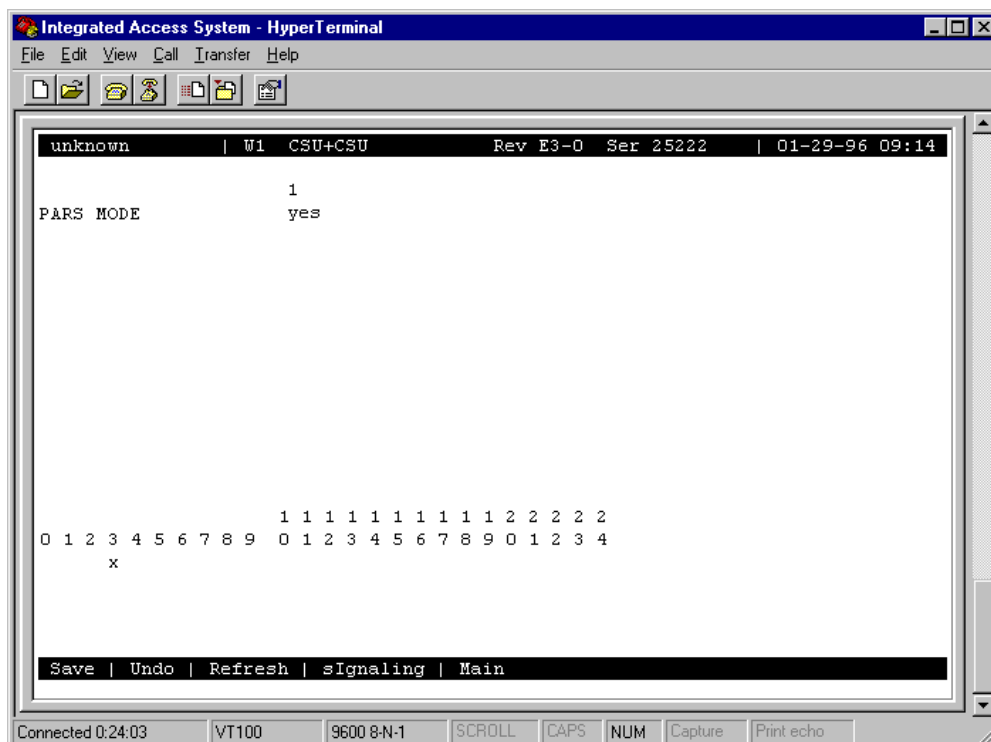 Integrated Access System - HyperTerminal
File Edit View Call Transfer Help
unknown | W1 CSU+CSU Rev E3-0 Ser 25222 | 01-29-96 09:14
1
PARS MODE yes
1 1 1 1 1 1 1 1 1 1 2 2 2 2 2
0 1 2 3 4 5 6 7 8 9 0 1 2 3 4 5 6 7 8 9 0 1 2 3 4
x
Save | Undo | Refresh | sIgnaling | Main
Connected 0:24:03 VT100 9600 8-N-1 SCROLL CAPS NUM Capture Print echo